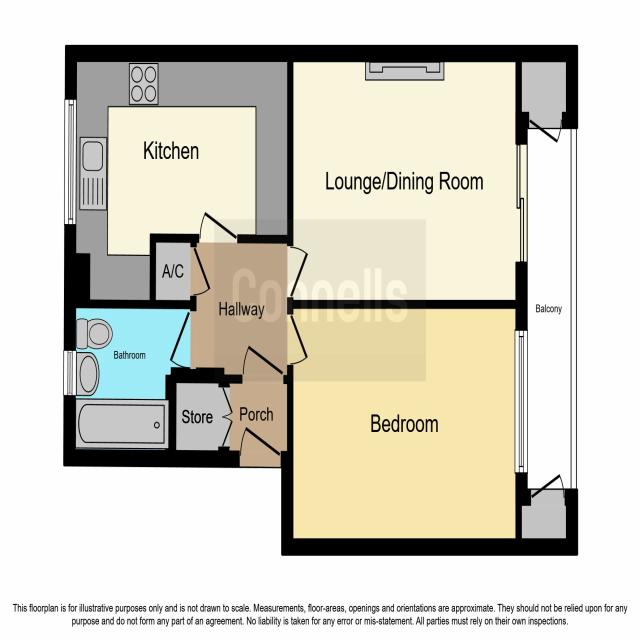 Kitchen
Lounge/Dining Room
A/C
Connells
Hallway
Balcony
Bathroom
Store
Porch
Bedroom
This floorplan is for illustrative purposes only and is not drawn to scale. Measurements, floor-areas, openings and orientations are approximate. They should not be relied upon for any
purpose and do not form any part of an agreement. No liability is taken for any error or mis-statement. All parties must rely on their own inspections.